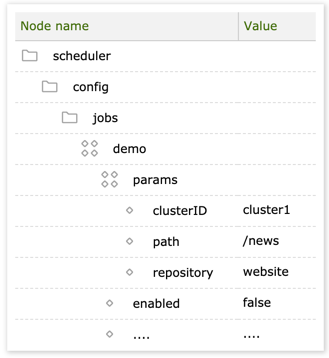 Node name Value
scheduler
config
jobs
demo
params
clusterID cluster1
path /news
repository website
enabled false
.... ....